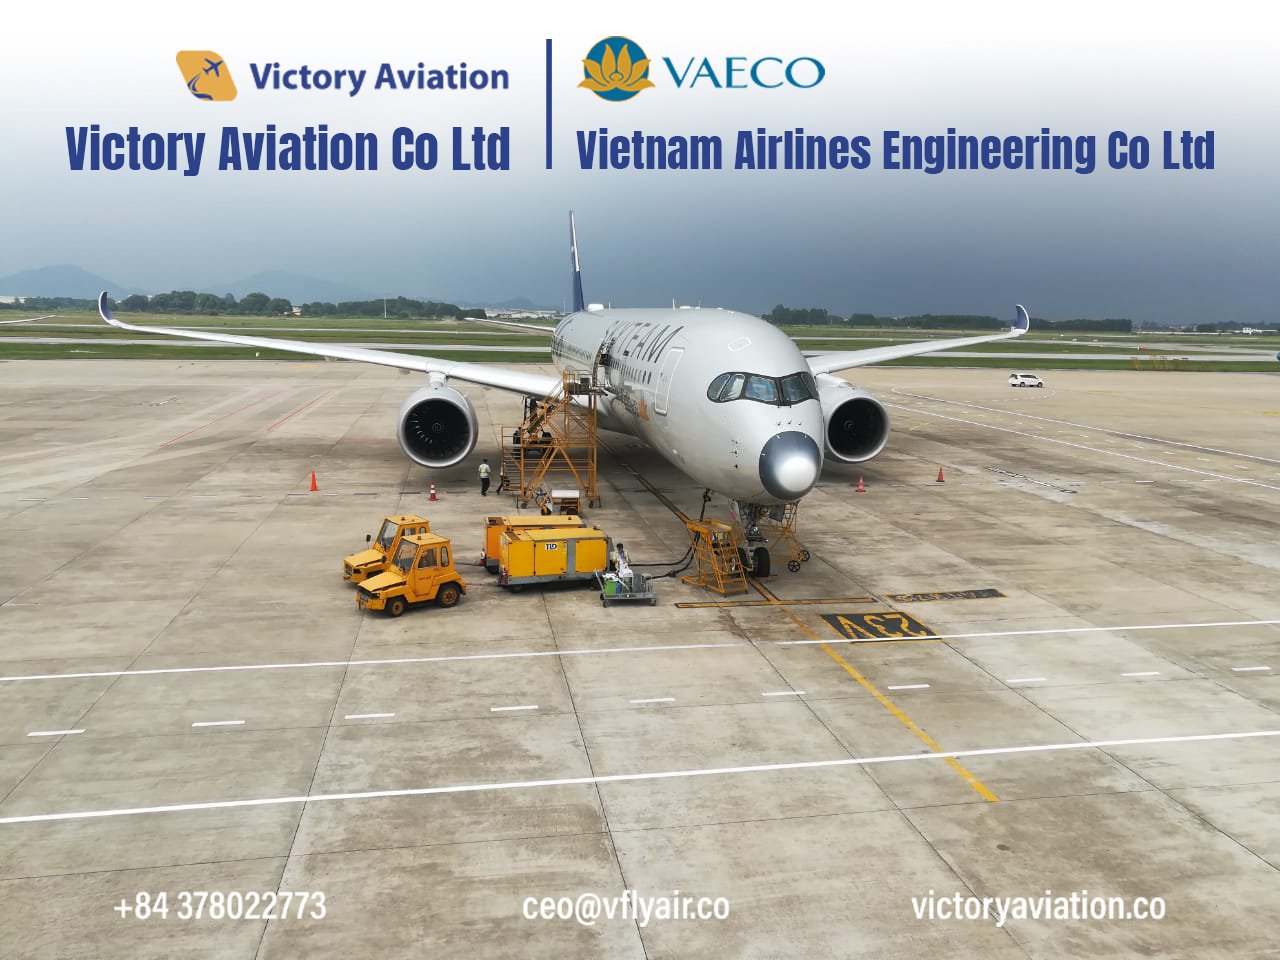 Victory Aviation
VAECO
Victory Aviation Co Ltd
Vietnam Airlines Engineering Co Ltd
SKYTEAM
TLD
+84 378022773
ceo@vflyair.co
victoryaviation.co